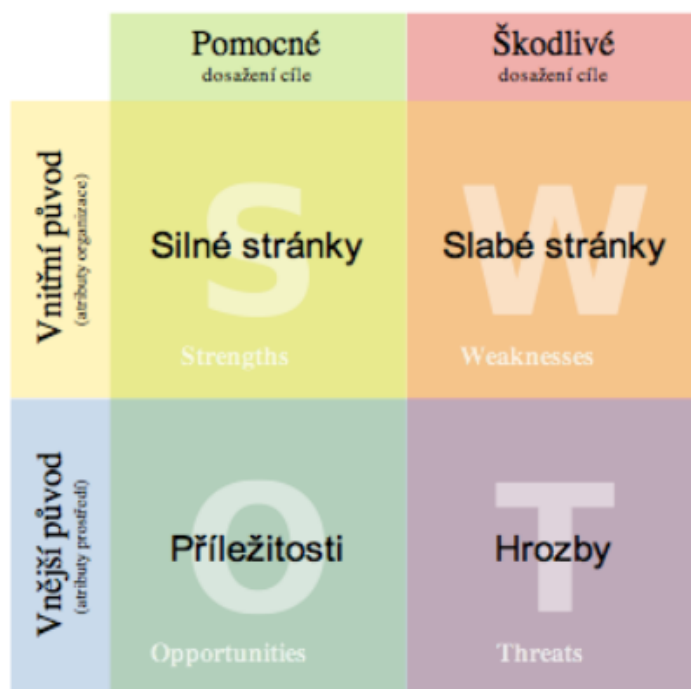 Pomocné
dosažení cíle
Škodlivé
dosažení cíle
Vnitřní původ
(atributy organizace)
S
Silné stránky
Strengths
W
Slabé stránky
Weaknesses
Vnější původ
(atributy prostředí)
O
Příležitosti
Opportunities
T
Hrozby
Threats